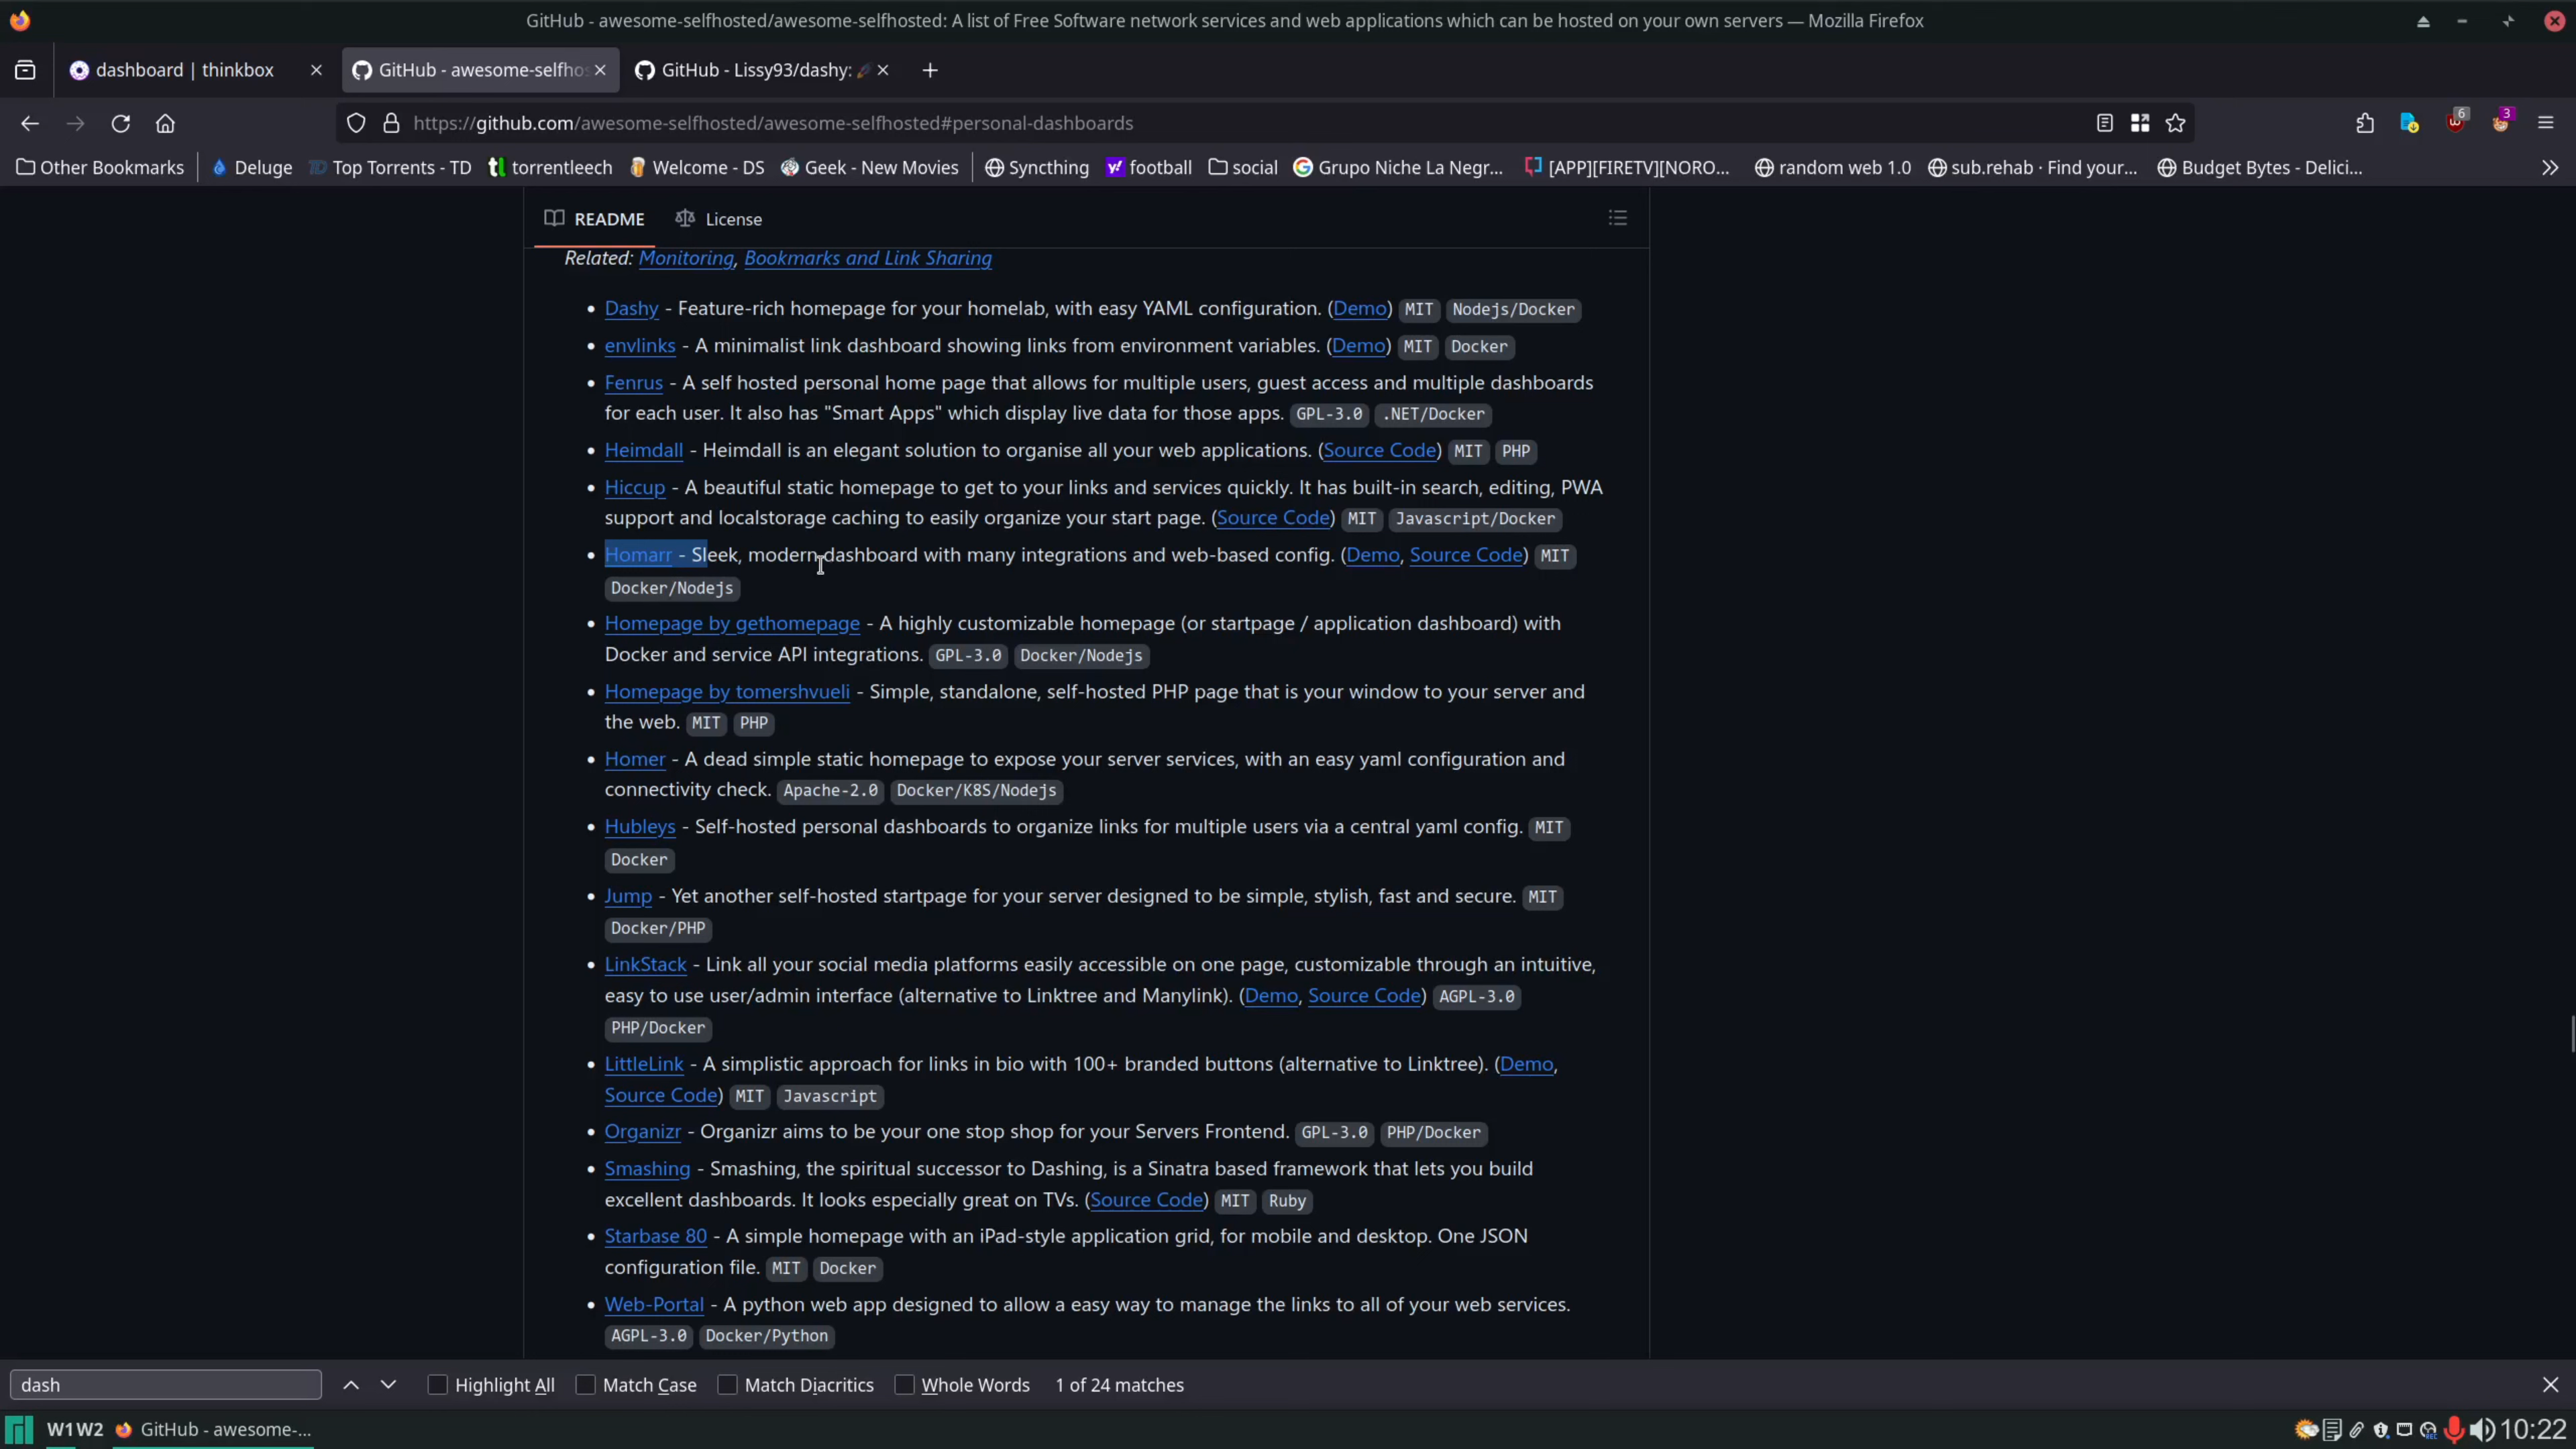 GitHub - awesome-selfhosted/awesome-selfhosted: A list of Free Software network services and web applications which can be hosted on your own servers — Mozilla Firefox
dashboard | thinkbox
GitHub - awesome-selfhos
GitHub - Lissy93/dashy:
https://github.com/awesome-selfhosted/awesome-selfhosted#personal-dashboards
6
3
Other Bookmarks
Deluge
TD Top Torrents - TD
tl torrentleech
Welcome - DS
Geek - New Movies
Syncthing
y! football
social
G Grupo Niche La Negr...
[APP][FIRETV][NORO...
random web 1.0
sub.rehab · Find your...
Budget Bytes - Delici...
README
License
Related: Monitoring, Bookmarks and Link Sharing
• Dashy - Feature-rich homepage for your homelab, with easy YAML configuration. (Demo) MIT Nodejs/Docker
• envlinks - A minimalist link dashboard showing links from environment variables. (Demo) MIT Docker
• Fenrus - A self hosted personal home page that allows for multiple users, guest access and multiple dashboards
for each user. It also has "Smart Apps" which display live data for those apps. GPL-3.0 .NET/Docker
• Heimdall - Heimdall is an elegant solution to organise all your web applications. (Source Code) MIT PHP
• Hiccup - A beautiful static homepage to get to your links and services quickly. It has built-in search, editing, PWA
support and localstorage caching to easily organize your start page. (Source Code) MIT Javascript/Docker
• Homarr - Sleek, modern dashboard with many integrations and web-based config. (Demo, Source Code) MIT
Docker/Nodejs
• Homepage by gethomepage - A highly customizable homepage (or startpage / application dashboard) with
Docker and service API integrations. GPL-3.0 Docker/Nodejs
• Homepage by tomershvueli - Simple, standalone, self-hosted PHP page that is your window to your server and
the web. MIT PHP
• Homer - A dead simple static homepage to expose your server services, with an easy yaml configuration and
connectivity check. Apache-2.0 Docker/K8S/Nodejs
• Hubleys - Self-hosted personal dashboards to organize links for multiple users via a central yaml config. MIT
Docker
• Jump - Yet another self-hosted startpage for your server designed to be simple, stylish, fast and secure. MIT
Docker/PHP
• LinkStack - Link all your social media platforms easily accessible on one page, customizable through an intuitive,
easy to use user/admin interface (alternative to Linktree and Manylink). (Demo, Source Code) AGPL-3.0
PHP/Docker
• LittleLink - A simplistic approach for links in bio with 100+ branded buttons (alternative to Linktree). (Demo,
Source Code) MIT Javascript
• Organizr - Organizr aims to be your one stop shop for your Servers Frontend. GPL-3.0 PHP/Docker
• Smashing - Smashing, the spiritual successor to Dashing, is a Sinatra based framework that lets you build
excellent dashboards. It looks especially great on TVs. (Source Code) MIT Ruby
• Starbase 80 - A simple homepage with an iPad-style application grid, for mobile and desktop. One JSON
configuration file. MIT Docker
• Web-Portal - A python web app designed to allow a easy way to manage the links to all of your web services.
AGPL-3.0 Docker/Python
dash
Highlight All
Match Case
Match Diacritics
Whole Words
1 of 24 matches
W1 W2
GitHub - awesome-...
10:22